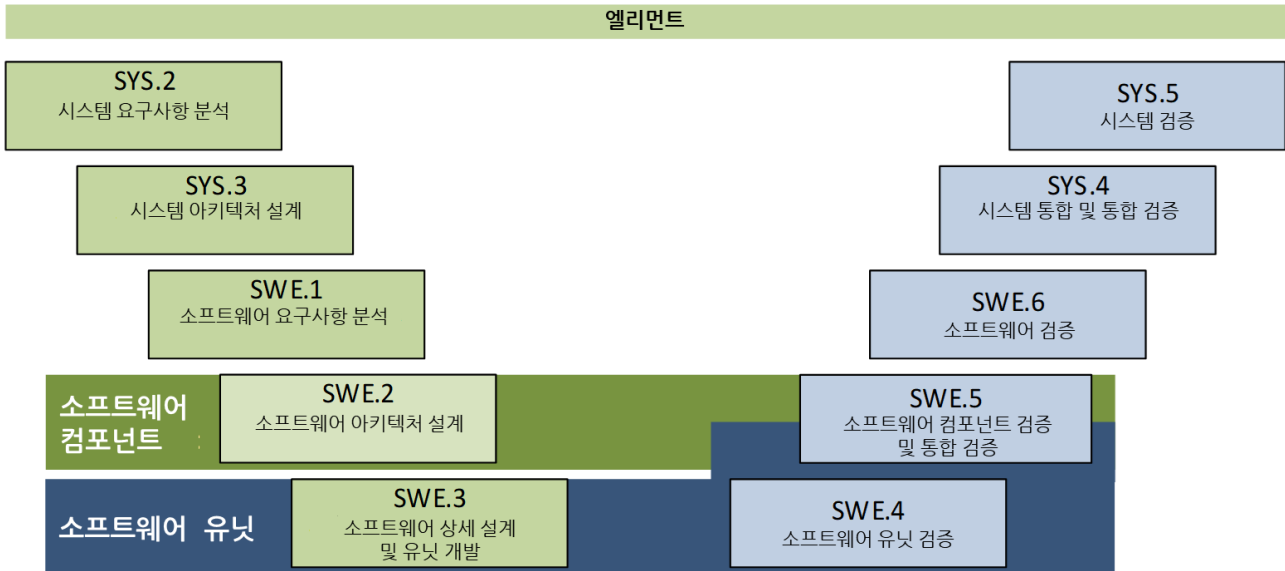 엘리먼트
SYS.2
시스템 요구사항 분석
SYS.5
시스템 검증
SYS.3
시스템 아키텍처 설계
SYS.4
시스템 통합 및 통합 검증
SWE.1
소프트웨어 요구사항 분석
SWE.6
소프트웨어 검증
소프트웨어
컴포넌트
SWE.2
소프트웨어 아키텍처 설계
SWE.5
소프트웨어 컴포넌트 검증
및 통합 검증
소프트웨어 유닛
SWE.3
소프트웨어 상세 설계
및 유닛 개발
SWE.4
소프트웨어 유닛 검증